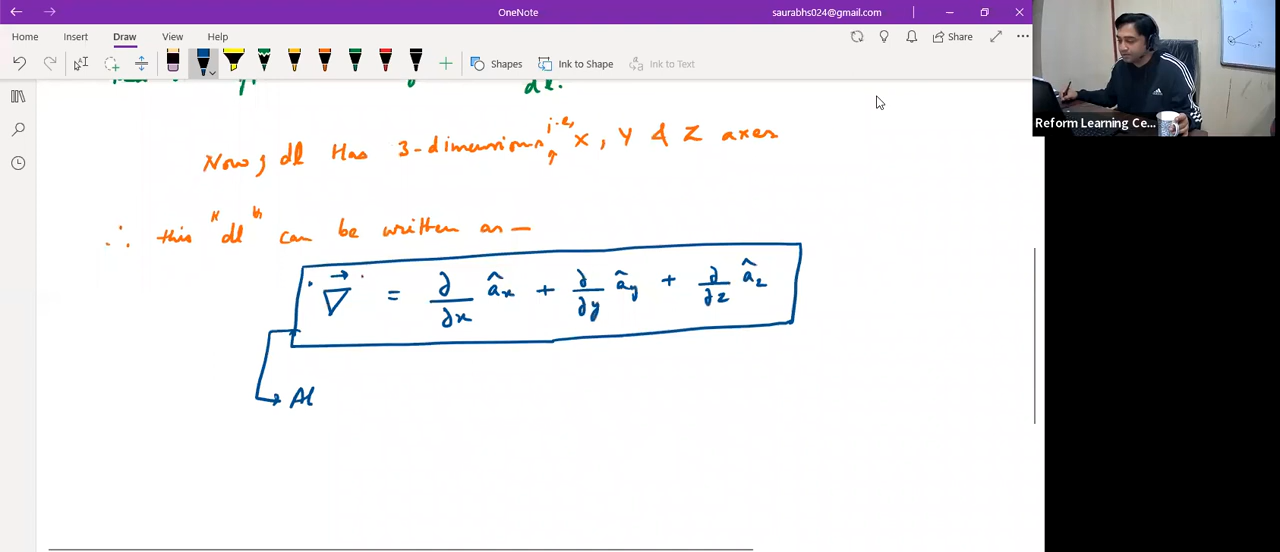 OneNote
saurabhs024@gmail.com
Home Insert Draw View Help
Share
Shapes Ink to Shape Ink to Text
dl.
Now, dl Has 3-dimensions i.e, X, Y & Z axes
∴ this "dl" can be written as —
∇⃗ = ∂/∂x âx + ∂/∂y ây + ∂/∂z âz
Al
Reform Learning Ce...